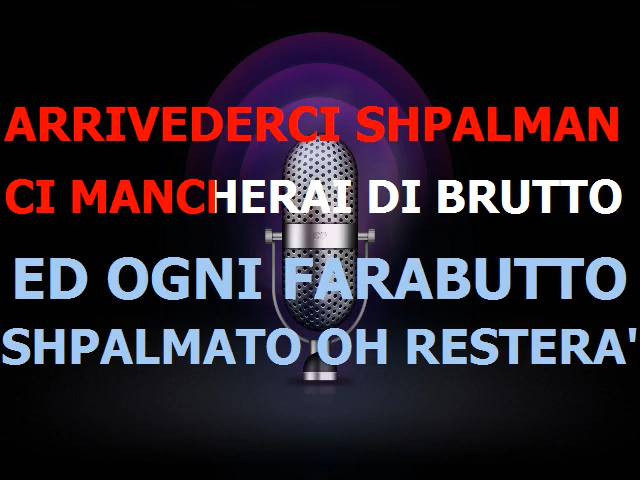 ARRIVEDERCI SHPALMAN
CI MANCHERAI DI BRUTTO
ED OGNI FARABUTTO
SHPALMATO OH RESTERA'